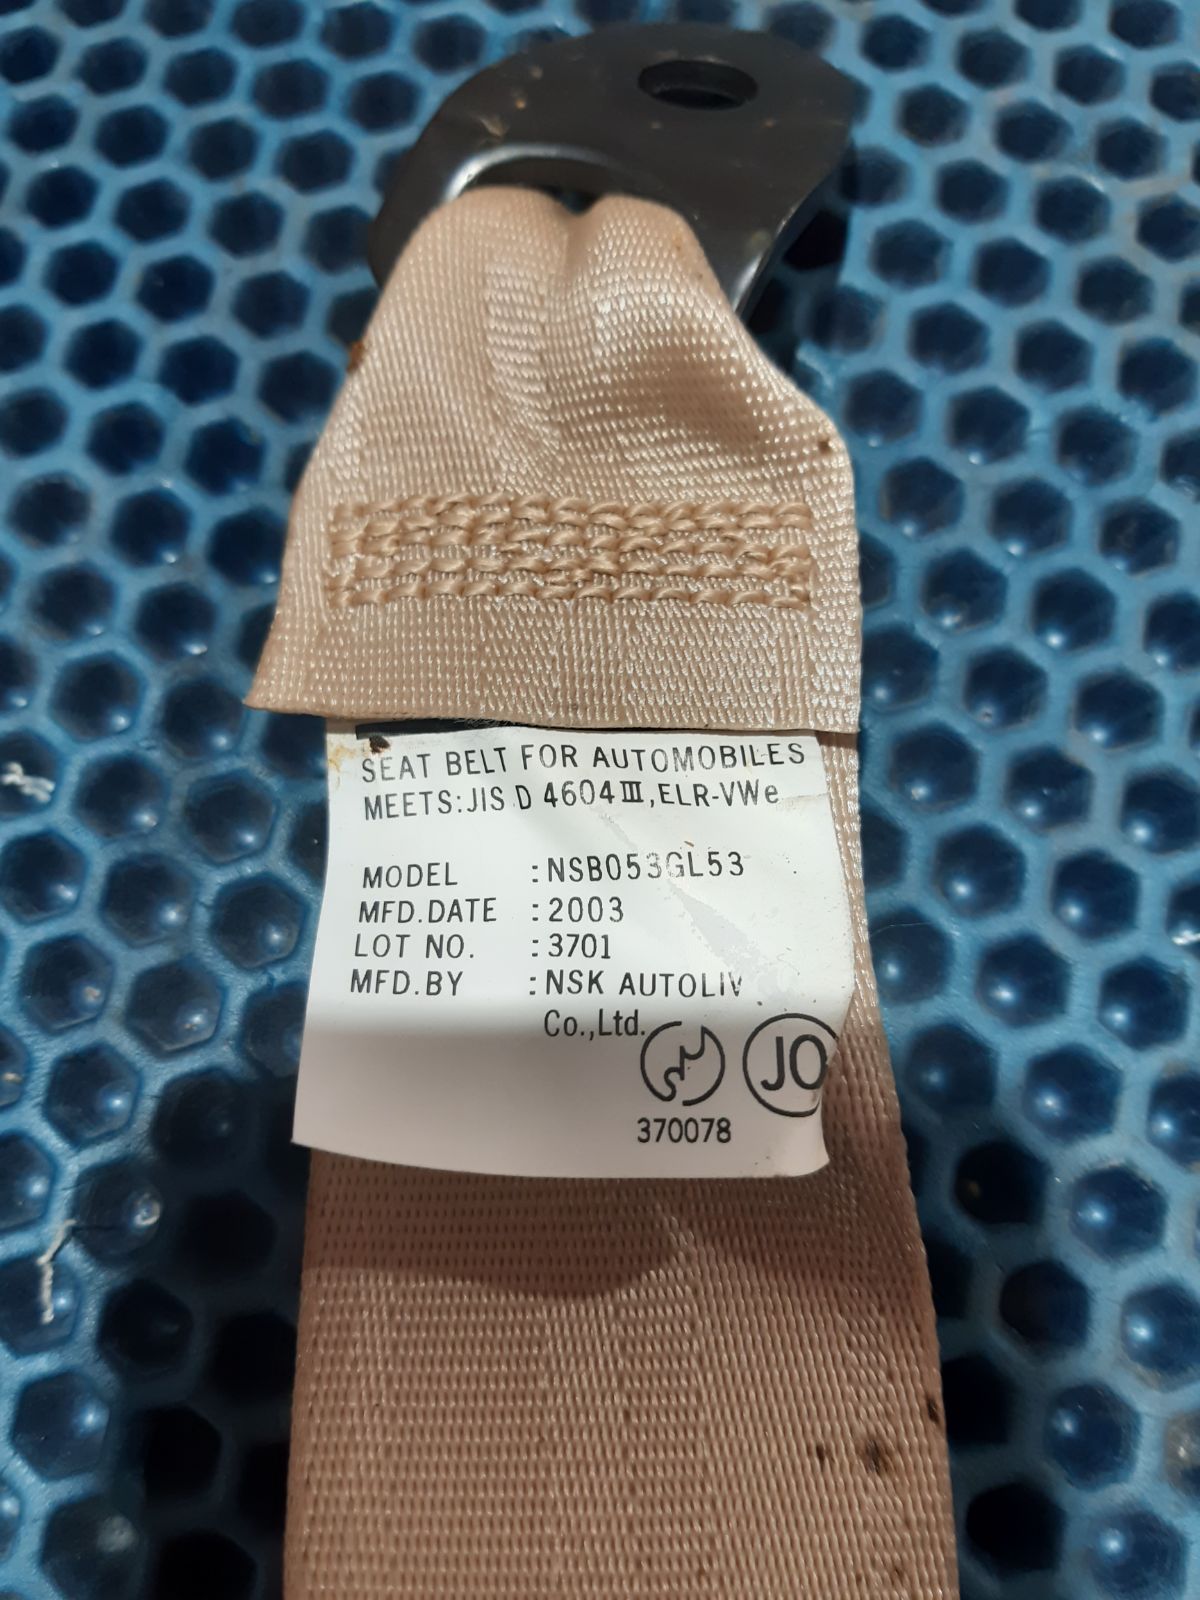 SEAT BELT FOR AUTOMOBILES
MEETS:JIS D 4604 III,ELR-VWe
MODEL :NSB053GL53
MFD.DATE :2003
LOT NO. :3701
MFD.BY :NSK AUTOLIV
Co.,Ltd.
JQ
370078